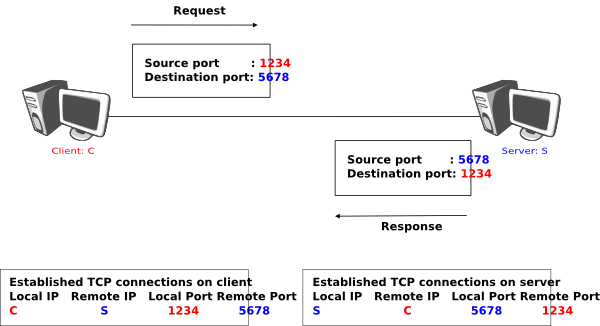 Request
Source port : 1234
Destination port: 5678
Client: C
Server: S
Source port : 5678
Destination port: 1234
Response
Established TCP connections on client
Local IP Remote IP Local Port Remote Port
C S 1234 5678
Established TCP connections on server
Local IP Remote IP Local Port Remote Port
S C 5678 1234